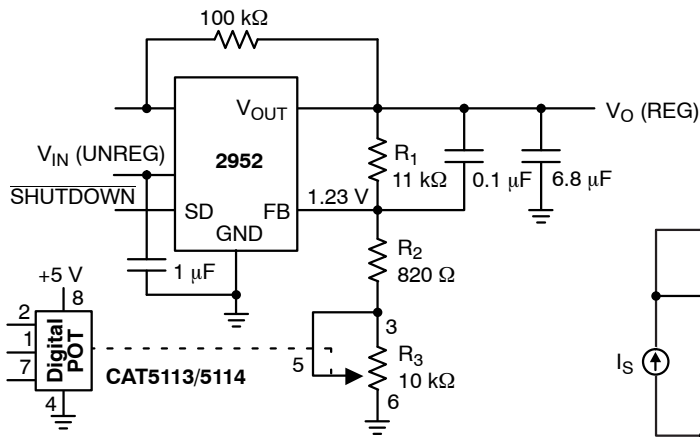 100 kΩ
V_OUT
V_O (REG)
V_IN (UNREG)
2952
R_1
11 kΩ
0.1 μF
6.8 μF
SHUTDOWN
SD
FB
1.23 V
GND
R_2
820 Ω
1 μF
+5 V
8
2
1
7
4
Digital
POT
CAT5113/5114
3
5
R_3
10 kΩ
6
I_S